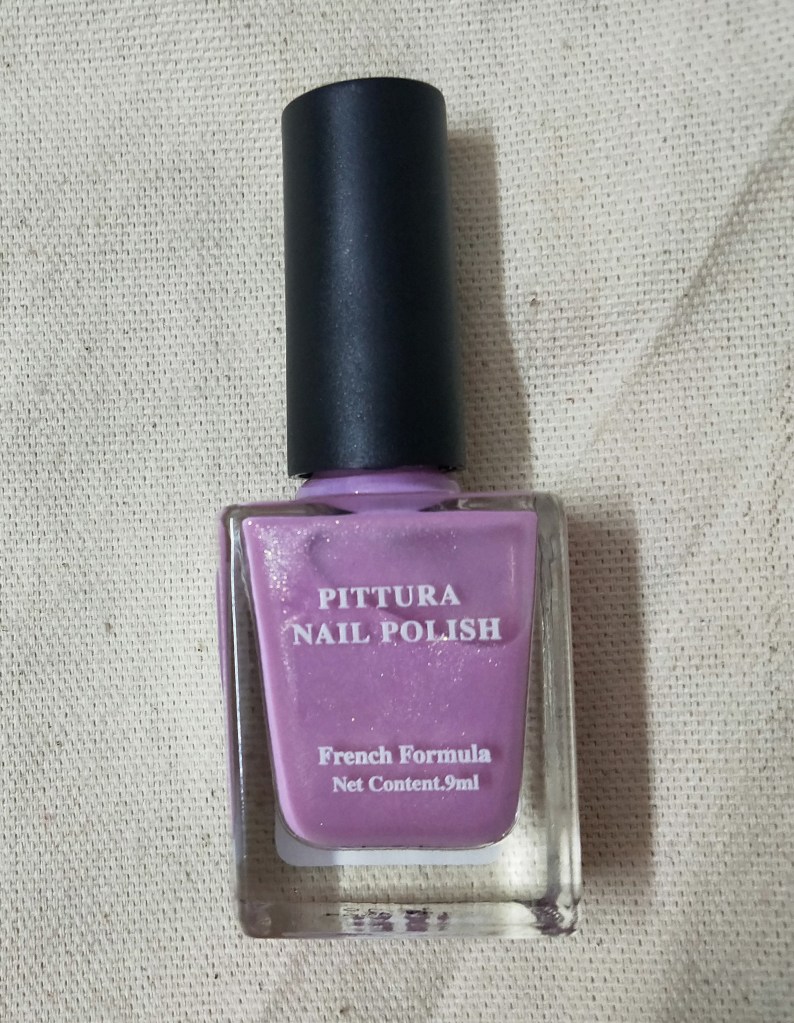 PITTURA
NAIL POLISH
French Formula
Net Content.9ml